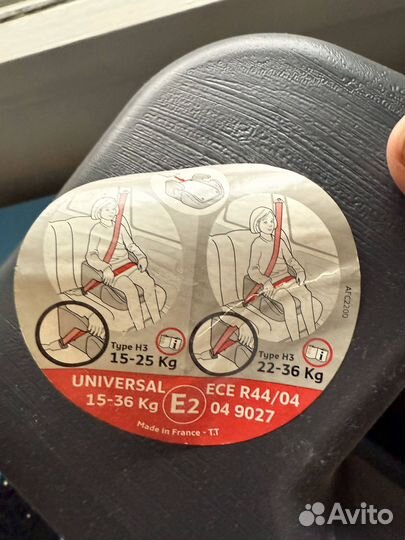 Type H3
15-25 Kg
Type H3
22-36 Kg
AFC2200
UNIVERSAL
15-36 Kg
E2
ECE R44/04
04 9027
Made in France - T.T
Avito